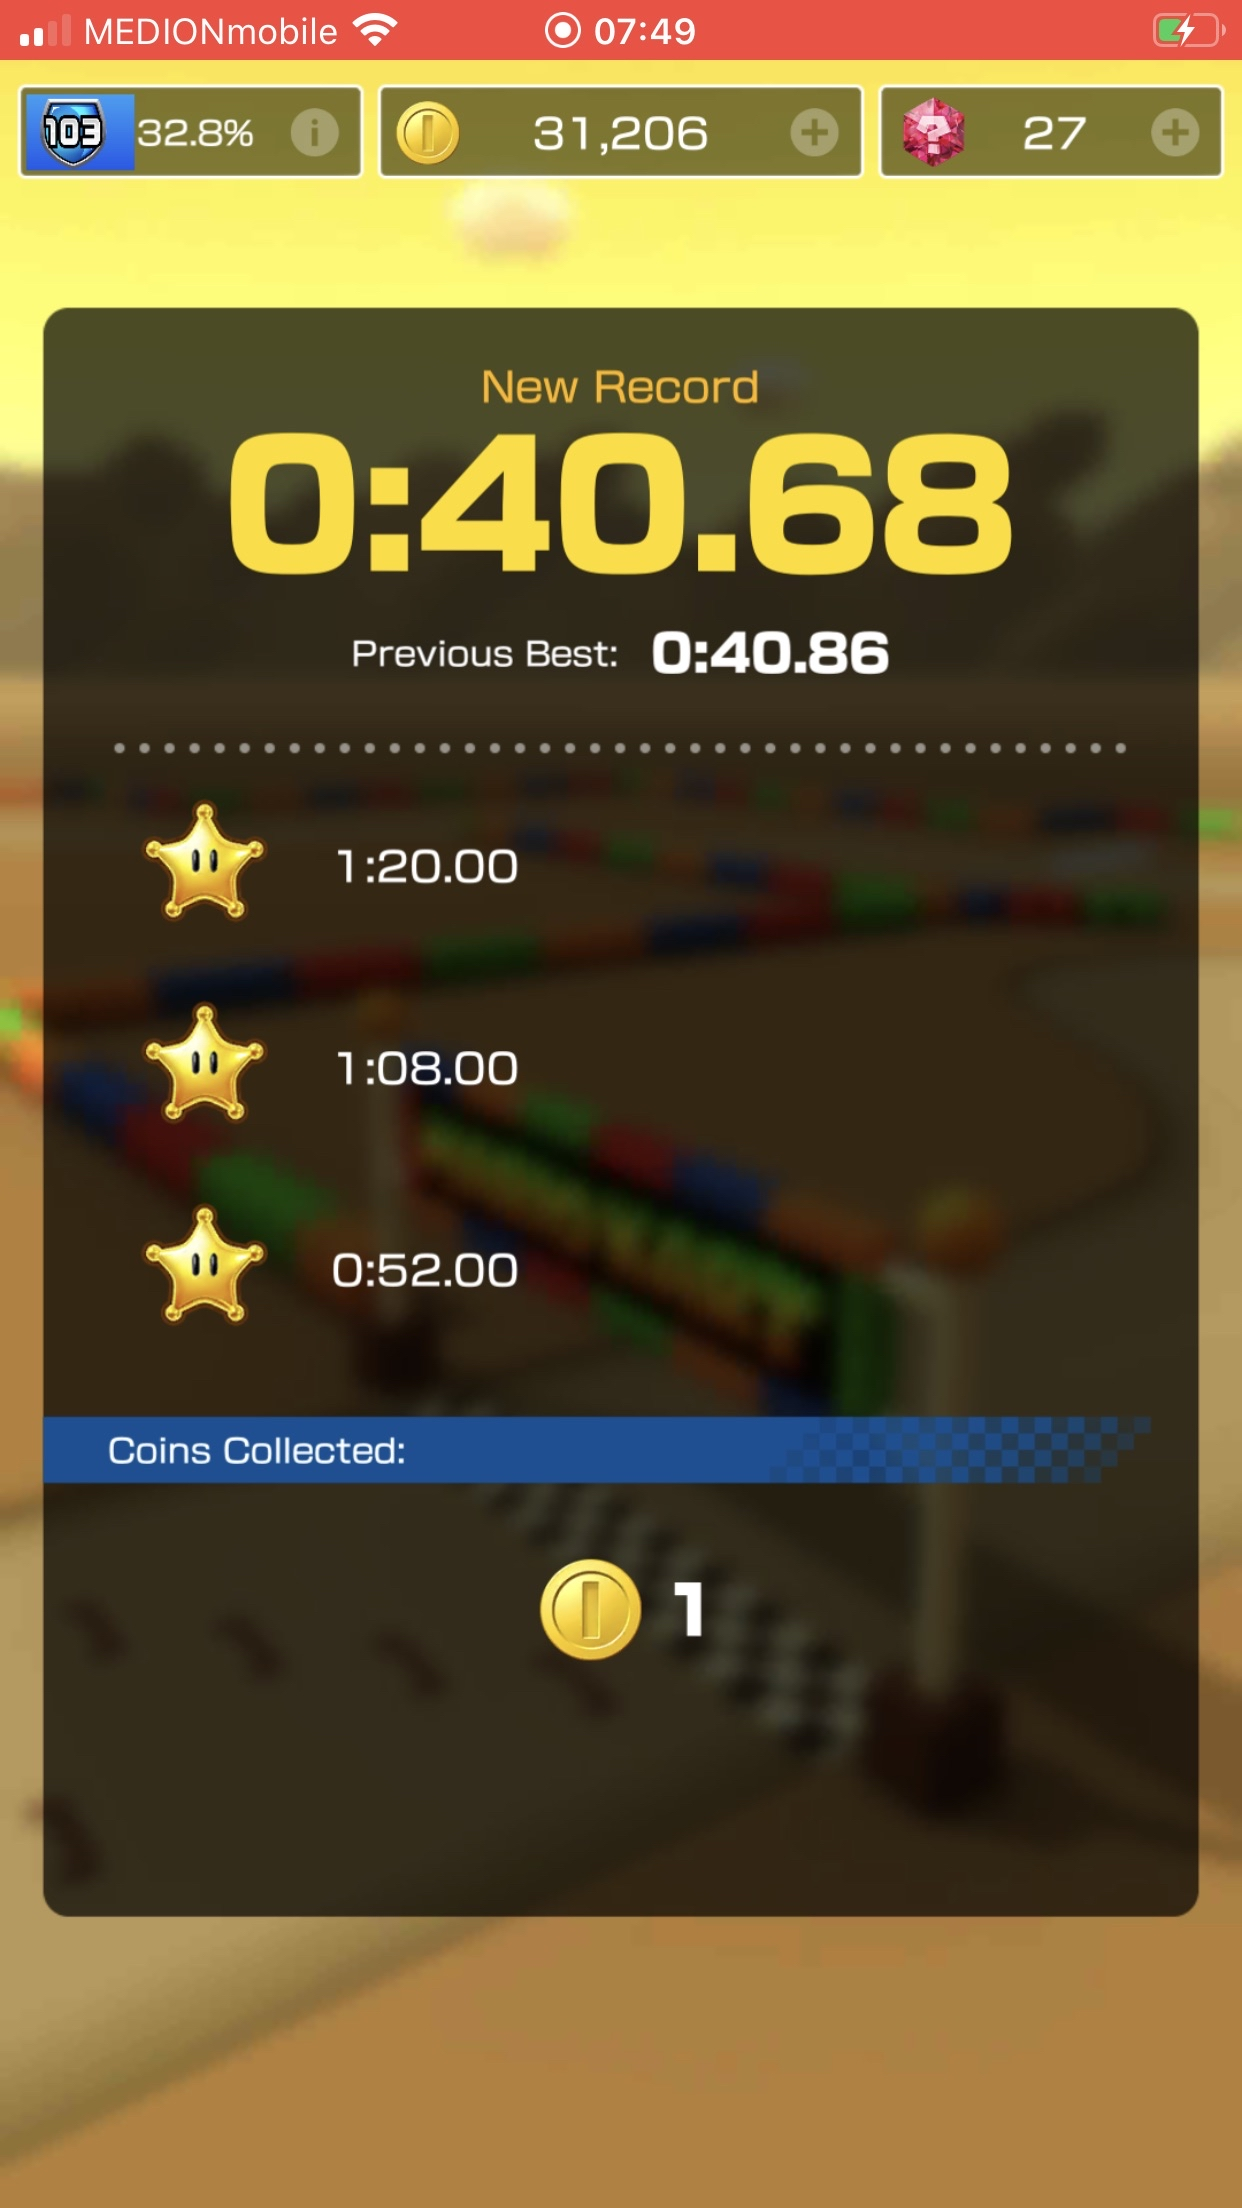 MEDIONmobile 07:49
103 32.8% 31,206 27
New Record
0:40.68
Previous Best: 0:40.86
1:20.00
1:08.00
0:52.00
Coins Collected:
1